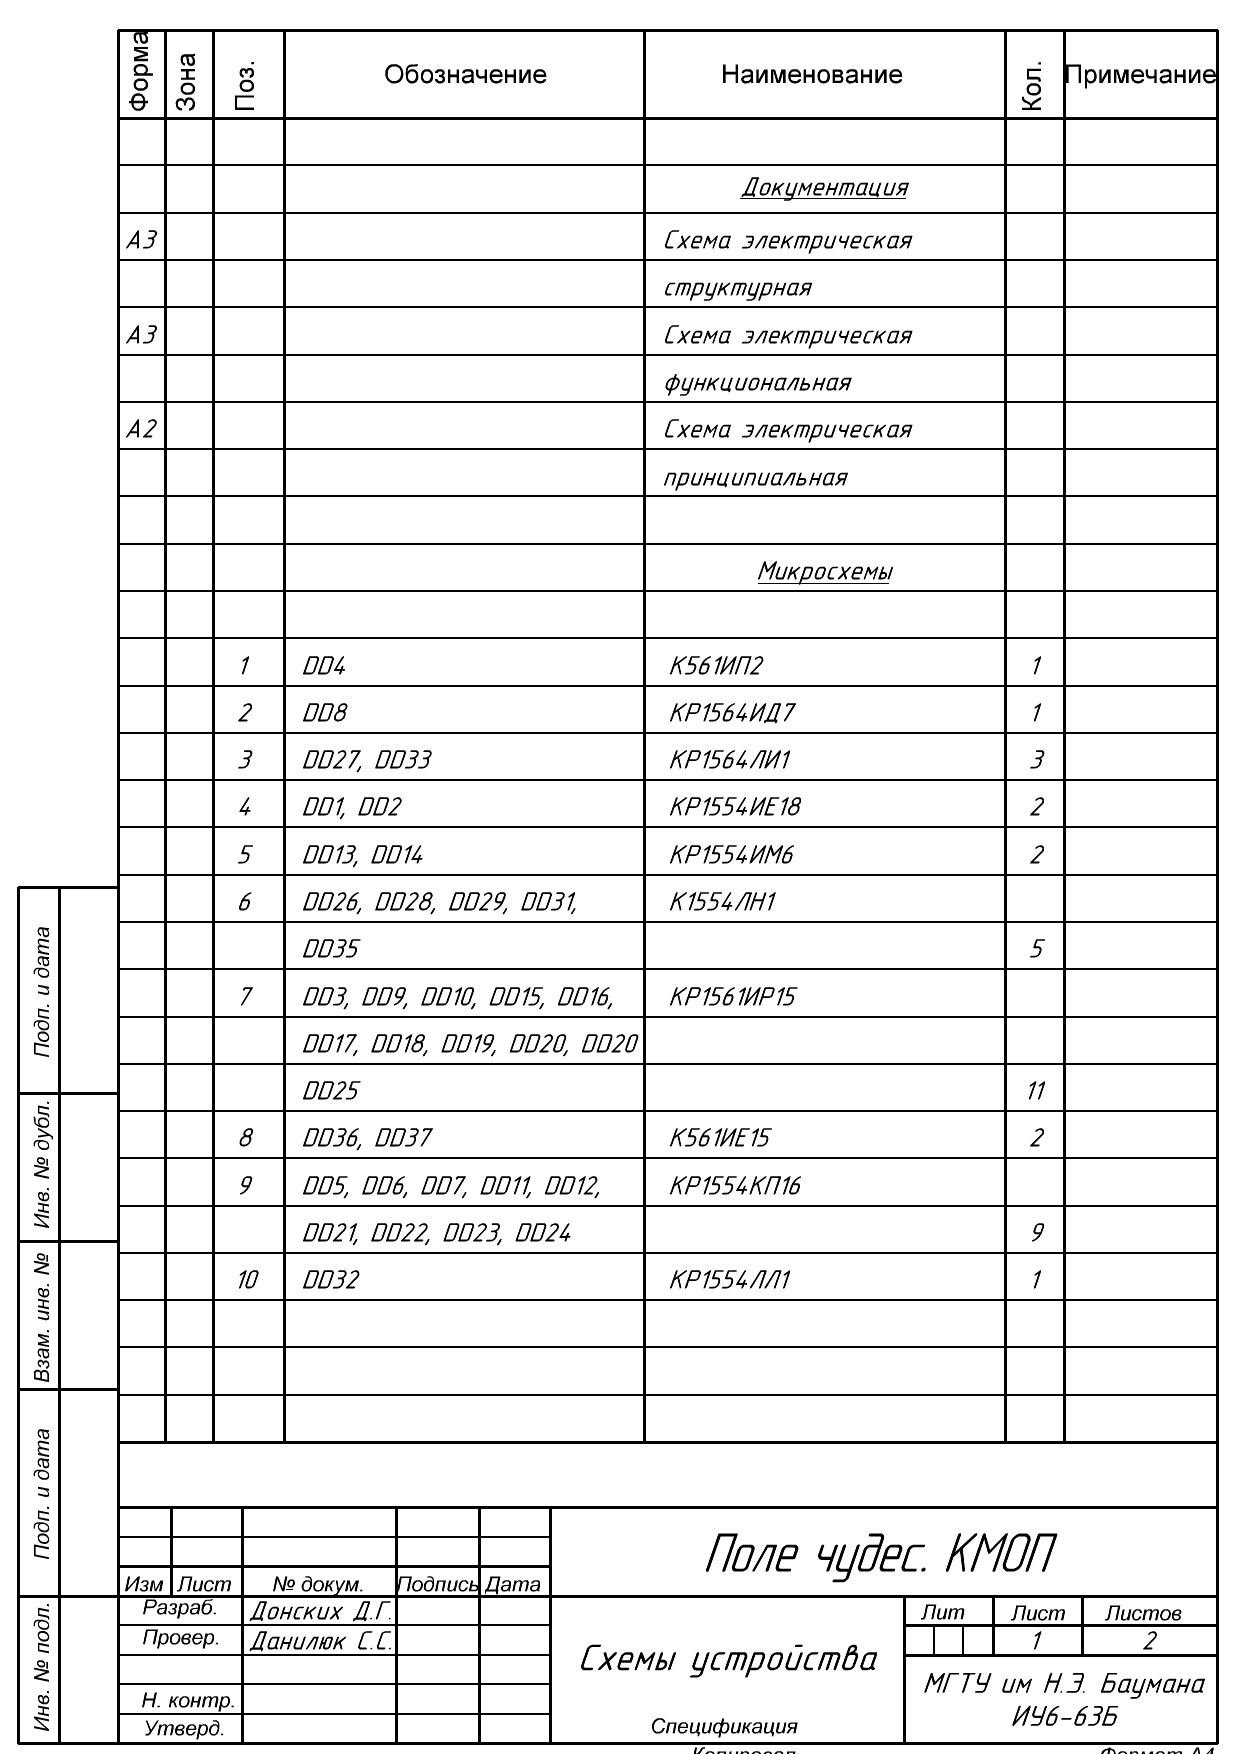 Форма Зона Поз. Обозначение Наименование Кол. Примечание
Документация
А3 Схема электрическая
структурная
А3 Схема электрическая
функциональная
А2 Схема электрическая
принципиальная
Микросхемы
1 DD4 К561ИП2 1
2 DD8 КР1564ИД7 1
3 DD27, DD33 КР1564ЛИ1 3
4 DD1, DD2 КР1554ИЕ18 2
5 DD13, DD14 КР1554ИМ6 2
6 DD26, DD28, DD29, DD31, К1554ЛН1
DD35 5
7 DD3, DD9, DD10, DD15, DD16, КР1561ИР15
DD17, DD18, DD19, DD20, DD20
DD25 11
8 DD36, DD37 К561ИЕ15 2
9 DD5, DD6, DD7, DD11, DD12, КР1554КП16
DD21, DD22, DD23, DD24 9
10 DD32 КР1554ЛЛ1 1
Подп. и дата
Инв. № дубл.
Взам. инв. №
Подп. и дата
Инв. № подл.
Поле чудес. КМОП
Изм Лист № докум. Подпись Дата
Разраб. Донских Д.Г.
Провер. Данилюк С.С.
Н. контр.
Утверд.
Схемы устройства
Спецификация
Лит Лист Листов
1 2
МГТУ им Н.Э. Баумана
ИУ6-63Б
Копировал Формат А4